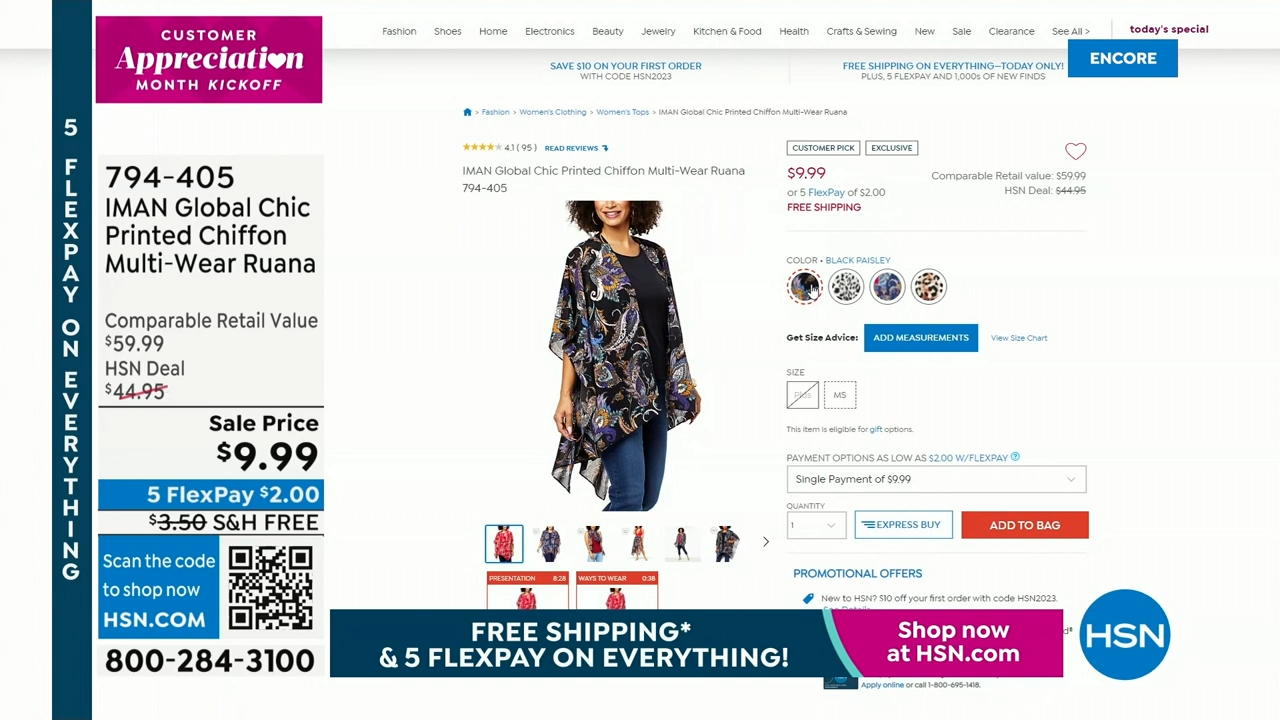 CUSTOMER
Appreciation
MONTH KICKOFF
5 FLEXPAY ON EVERYTHING
794-405
IMAN Global Chic
Printed Chiffon
Multi-Wear Ruana
Comparable Retail Value
$59.99
HSN Deal
$44.95
Sale Price
$9.99
5 FlexPay $2.00
$3.50 S&H FREE
Scan the code
to shop now
HSN.COM
800-284-3100
Fashion Shoes Home Electronics Beauty Jewelry Kitchen & Food Health Crafts & Sewing New Sale Clearance See All > today's special
ENCORE
SAVE $10 ON YOUR FIRST ORDER
WITH CODE HSN2023
FREE SHIPPING ON EVERYTHING—TODAY ONLY!
PLUS, 5 FLEXPAY AND 1,000s OF NEW FINDS
> Fashion > Women's Clothing > Women's Tops > IMAN Global Chic Printed Chiffon Multi-Wear Ruana
4.1 ( 95 ) READ REVIEWS
IMAN Global Chic Printed Chiffon Multi-Wear Ruana
794-405
CUSTOMER PICK EXCLUSIVE
$9.99
Comparable Retail value: $59.99
or 5 FlexPay of $2.00
HSN Deal: $44.95
FREE SHIPPING
COLOR • BLACK PAISLEY
Get Size Advice: ADD MEASUREMENTS View Size Chart
SIZE
Plus MS
This item is eligible for gift options.
PAYMENT OPTIONS AS LOW AS $2.00 W/FLEXPAY ?
Single Payment of $9.99
QUANTITY
1
EXPRESS BUY
ADD TO BAG
PRESENTATION 8:28
WAYS TO WEAR 0:38
PROMOTIONAL OFFERS
New to HSN? $10 off your first order with code HSN2023.
See Details
FREE SHIPPING*
& 5 FLEXPAY ON EVERYTHING!
Shop now
at HSN.com
HSN
Apply online or call 1-800-695-1418.